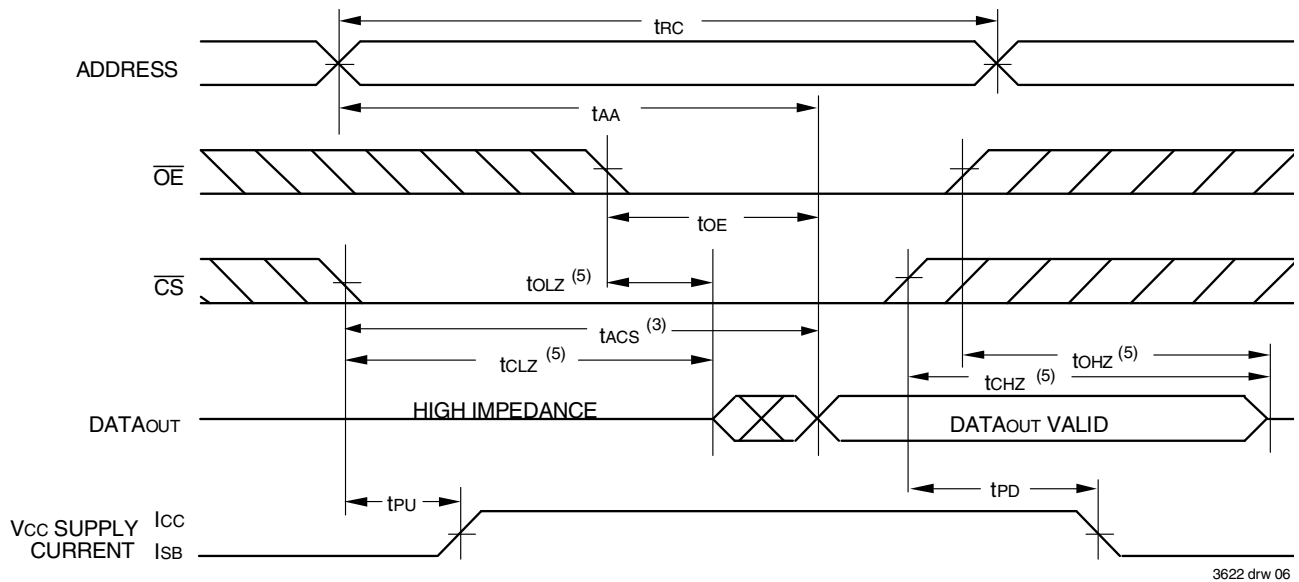 tRC
ADDRESS
tAA
OE
tOE
CS
tOLZ (5)
tACS (3)
tCLZ (5)
tOHZ (5)
tCHZ (5)
HIGH IMPEDANCE
DATAOUT
DATAOUT VALID
tPU
tPD
VCC SUPPLY ICC
CURRENT ISB
3622 drw 06